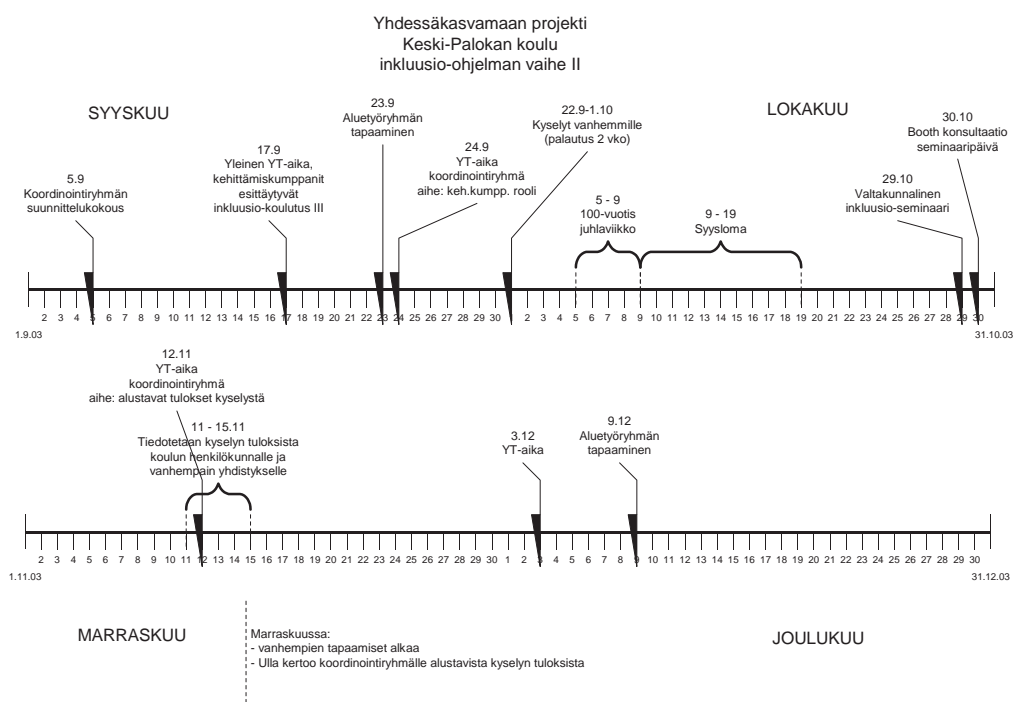 Yhdessäkasvamaan projekti
Keski-Palokan koulu
inkluusio-ohjelman vaihe II
SYYSKUU
LOKAKUU
5.9
Koordinointiryhmän
suunnittelukokous
17.9
Yleinen YT-aika,
kehittämiskumppanit
esittäytyvät
inkluusio-koulutus III
23.9
Aluetyöryhmän
tapaaminen
24.9
YT-aika
koordinointiryhmä
aihe: keh.kumpp. rooli
22.9-1.10
Kyselyt vanhemmille
(palautus 2 vko)
5 - 9
100-vuotis
juhlaviikko
9 - 19
Syysloma
29.10
Valtakunnalinen
inkluusio-seminaari
30.10
Booth konsultaatio
seminaaripäivä
2 3 4 5 6 7 8 9 10 11 12 13 14 15 16 17 18 19 20 21 22 23 24 25 26 27 28 29 30 2 3 4 5 6 7 8 9 10 11 12 13 14 15 16 17 18 19 20 21 22 23 24 25 26 27 28 29 30
1.9.03
31.10.03
12.11
YT-aika
koordinointiryhmä
aihe: alustavat tulokset kyselystä
11 - 15.11
Tiedotetaan kyselyn tuloksista
koulun henkilökunnalle ja
vanhempain yhdistykselle
3.12
YT-aika
9.12
Aluetyöryhmän
tapaaminen
2 3 4 5 6 7 8 9 10 11 12 13 14 15 16 17 18 19 20 21 22 23 24 25 26 27 28 29 30 1 2 3 4 5 6 7 8 9 10 11 12 13 14 15 16 17 18 19 20 21 22 23 24 25 26 27 28 29 30
1.11.03
31.12.03
MARRASKUU
Marraskuussa:
- vanhempien tapaamiset alkaa
- Ulla kertoo koordinointiryhmälle alustavista kyselyn tuloksista
JOULUKUU